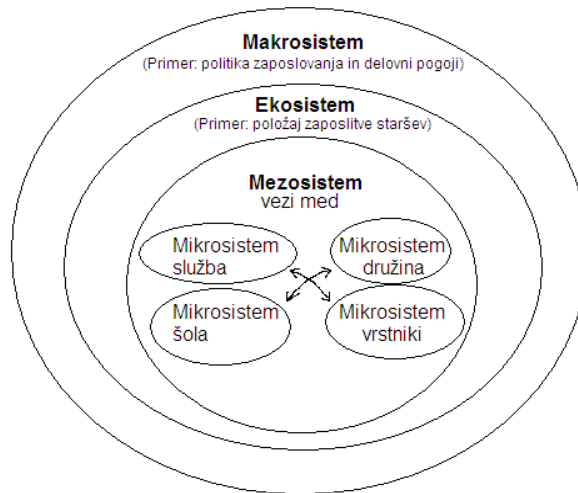 Makrosistem
(Primer: politika zaposlovanja in delovni pogoji)
Ekosistem
(Primer: položaj zaposlitve staršev)
Mezosistem
vezi med
Mikrosistem
služba
Mikrosistem
družina
Mikrosistem
šola
Mikrosistem
vrstniki